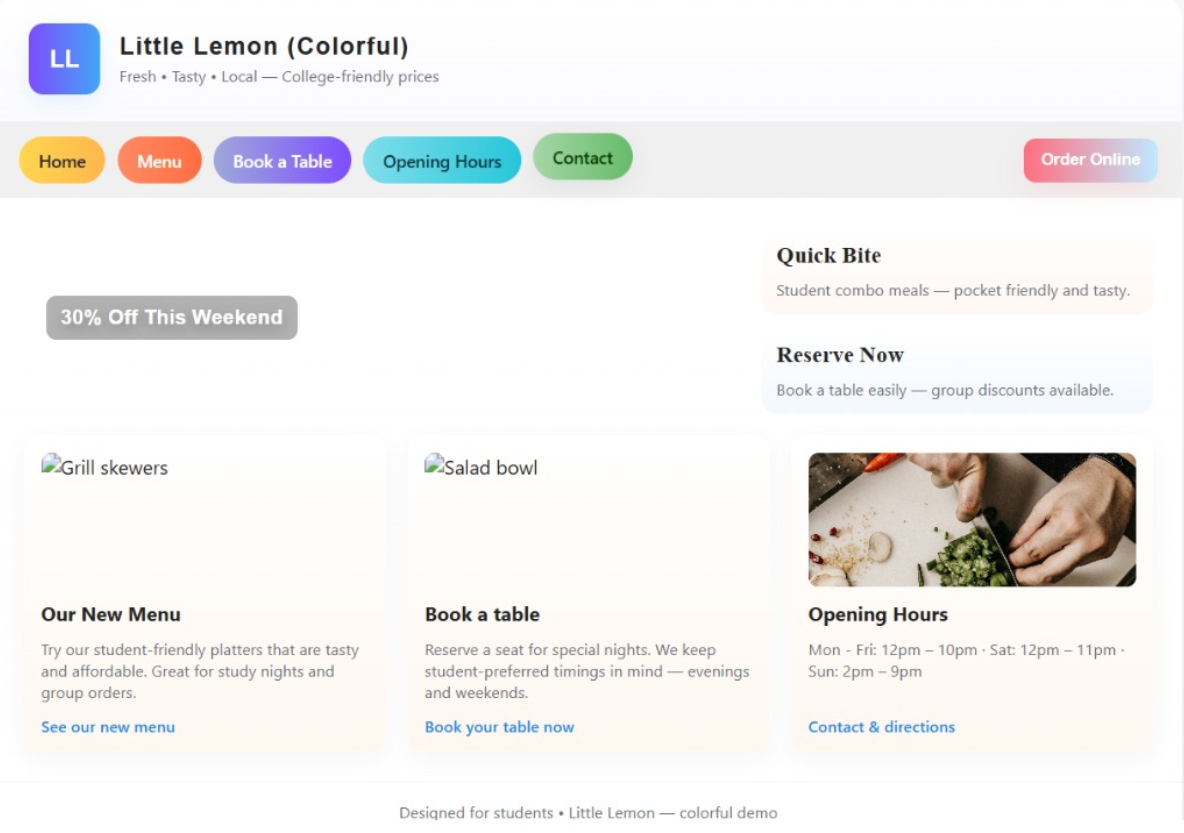 LL
Little Lemon (Colorful)
Fresh • Tasty • Local — College-friendly prices
Home
Menu
Book a Table
Opening Hours
Contact
Order Online
30% Off This Weekend
Quick Bite
Student combo meals — pocket friendly and tasty.
Reserve Now
Book a table easily — group discounts available.
Grill skewers
Our New Menu
Try our student-friendly platters that are tasty
and affordable. Great for study nights and
group orders.
See our new menu
Salad bowl
Book a table
Reserve a seat for special nights. We keep
student-preferred timings in mind — evenings
and weekends.
Book your table now
Opening Hours
Mon - Fri: 12pm – 10pm · Sat: 12pm – 11pm ·
Sun: 2pm – 9pm
Contact & directions
Designed for students • Little Lemon — colorful demo